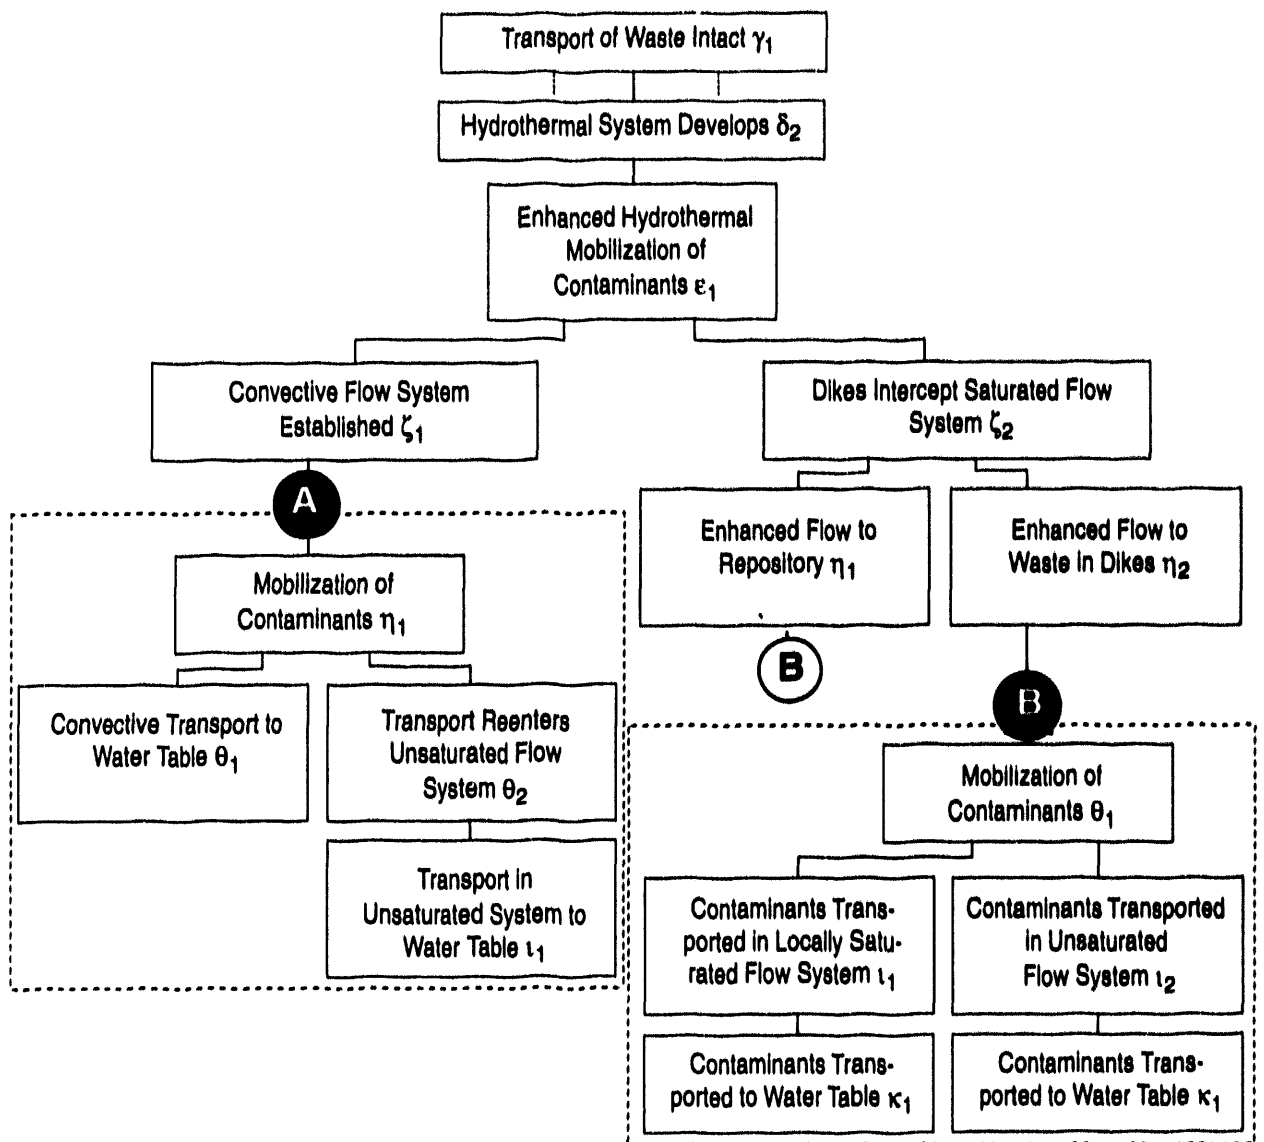 Transport of Waste Intact γ₁
Hydrothermal System Develops δ₂
Enhanced Hydrothermal
Mobilization of
Contaminants ε₁
Convective Flow System
Established ζ₁
Dikes Intercept Saturated Flow
System ζ₂
A
Mobilization of
Contaminants η₁
Convective Transport to
Water Table θ₁
Transport Reenters
Unsaturated Flow
System θ₂
Transport in
Unsaturated System to
Water Table ι₁
Enhanced Flow to
Repository η₁
Enhanced Flow to
Waste in Dikes η₂
B
B
Mobilization of
Contaminants θ₁
Contaminants Trans-
ported in Locally Satu-
rated Flow System ι₁
Contaminants Transported
in Unsaturated
Flow System ι₂
Contaminants Trans-
ported to Water Table κ₁
Contaminants Trans-
ported to Water Table κ₁